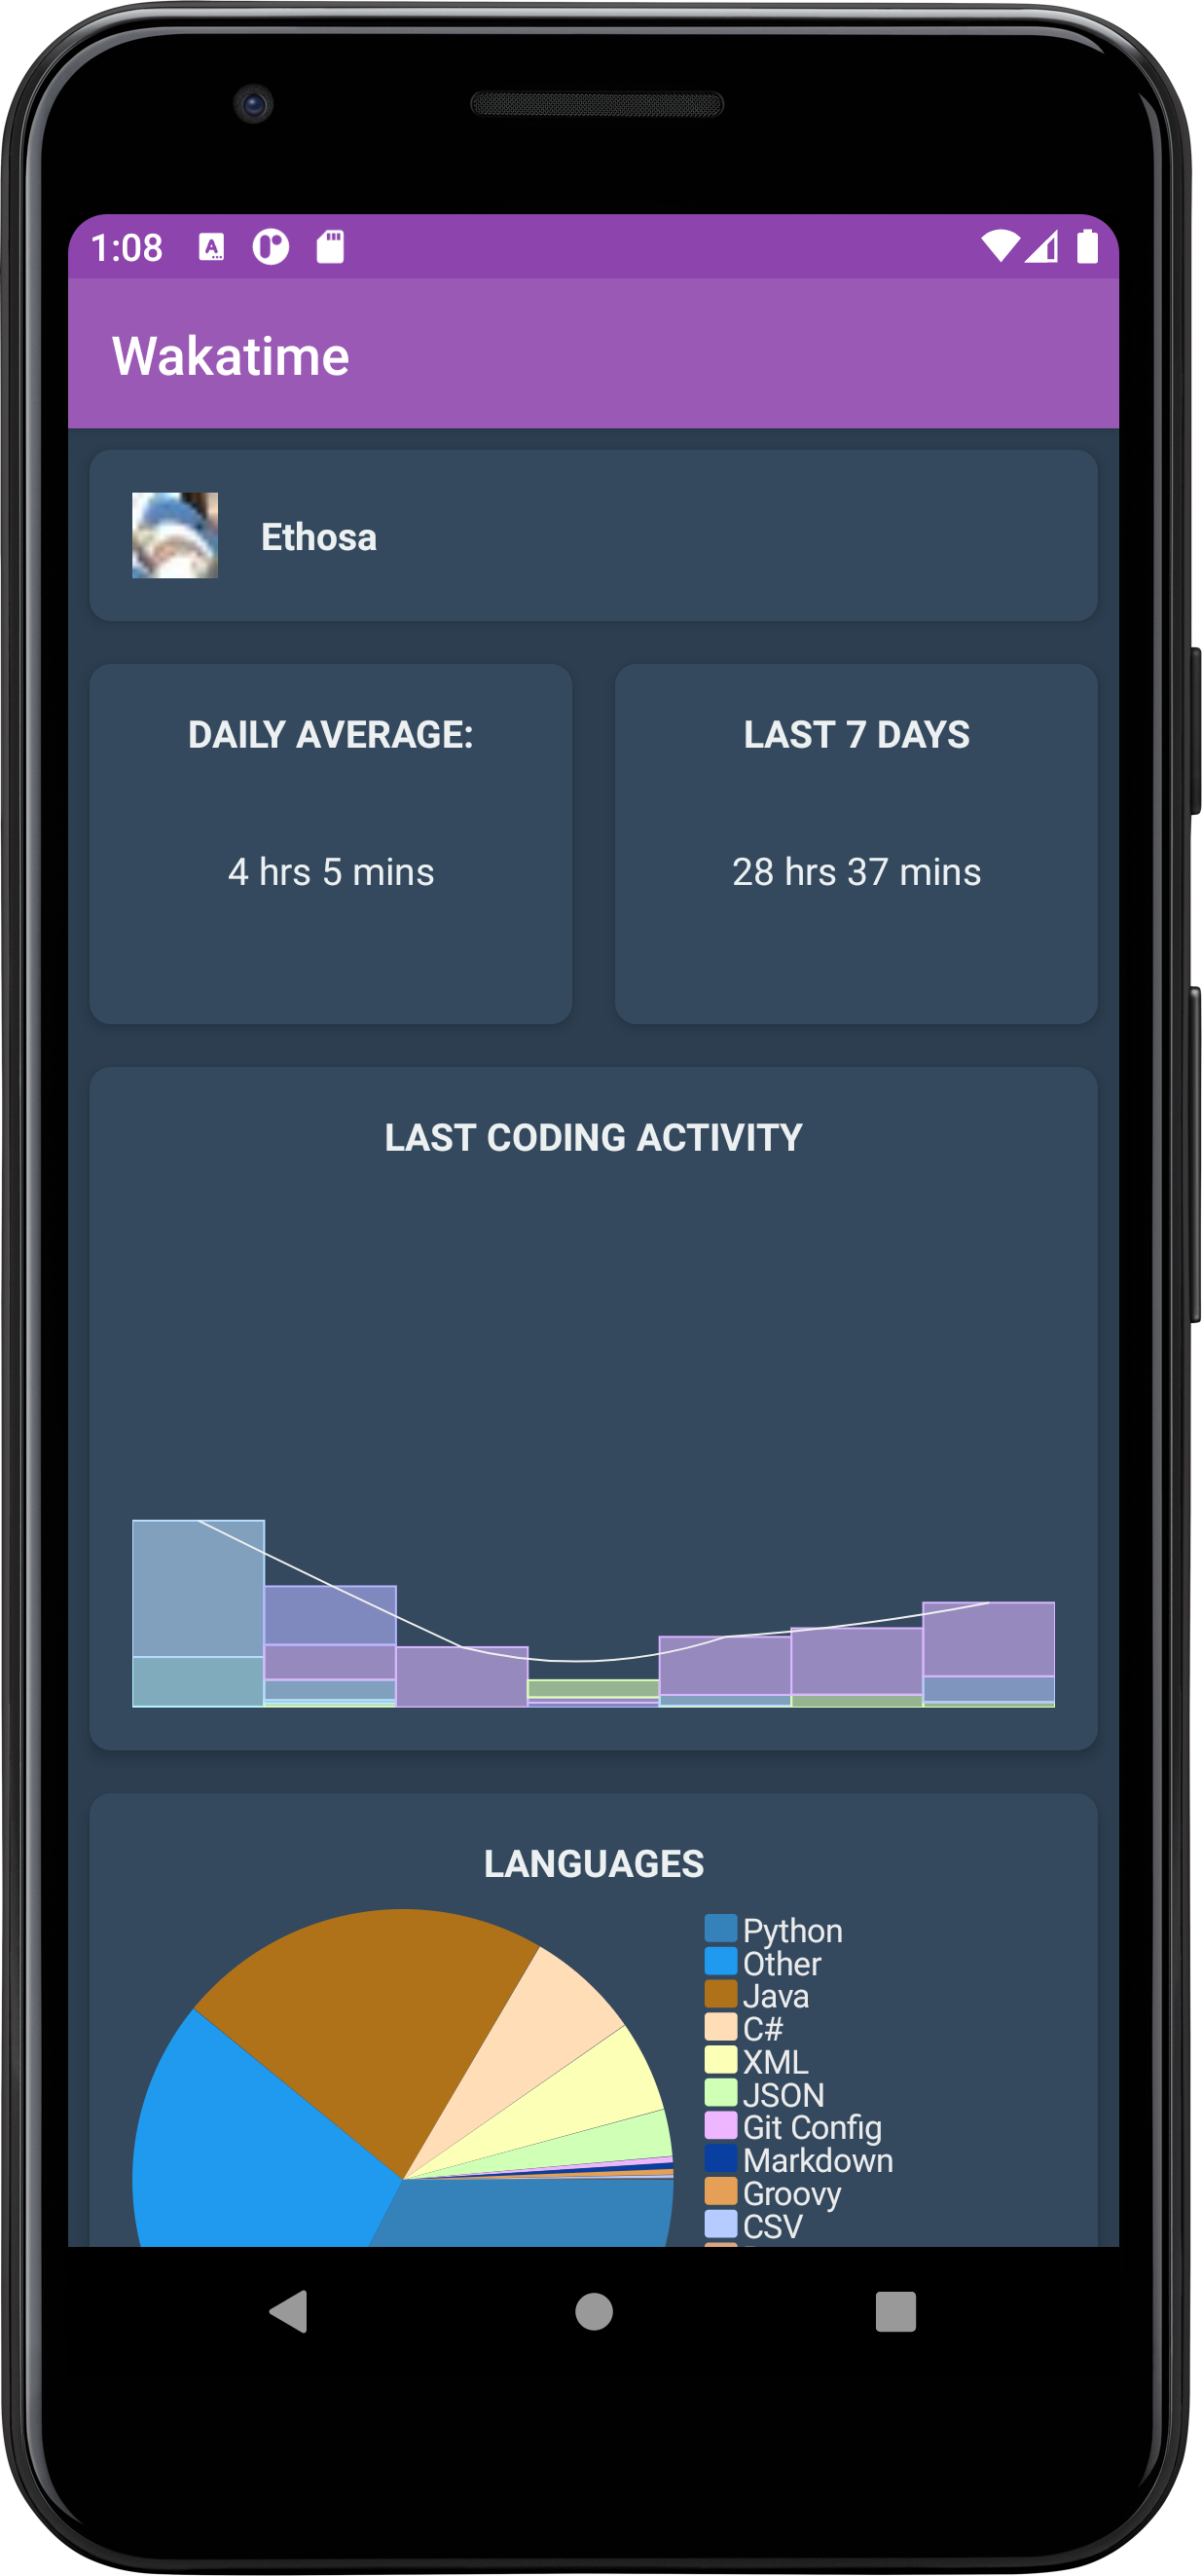 1:08
Wakatime
Ethosa
DAILY AVERAGE:
4 hrs 5 mins
LAST 7 DAYS
28 hrs 37 mins
LAST CODING ACTIVITY
LANGUAGES
Python
Other
Java
C#
XML
JSON
Git Config
Markdown
Groovy
CSV